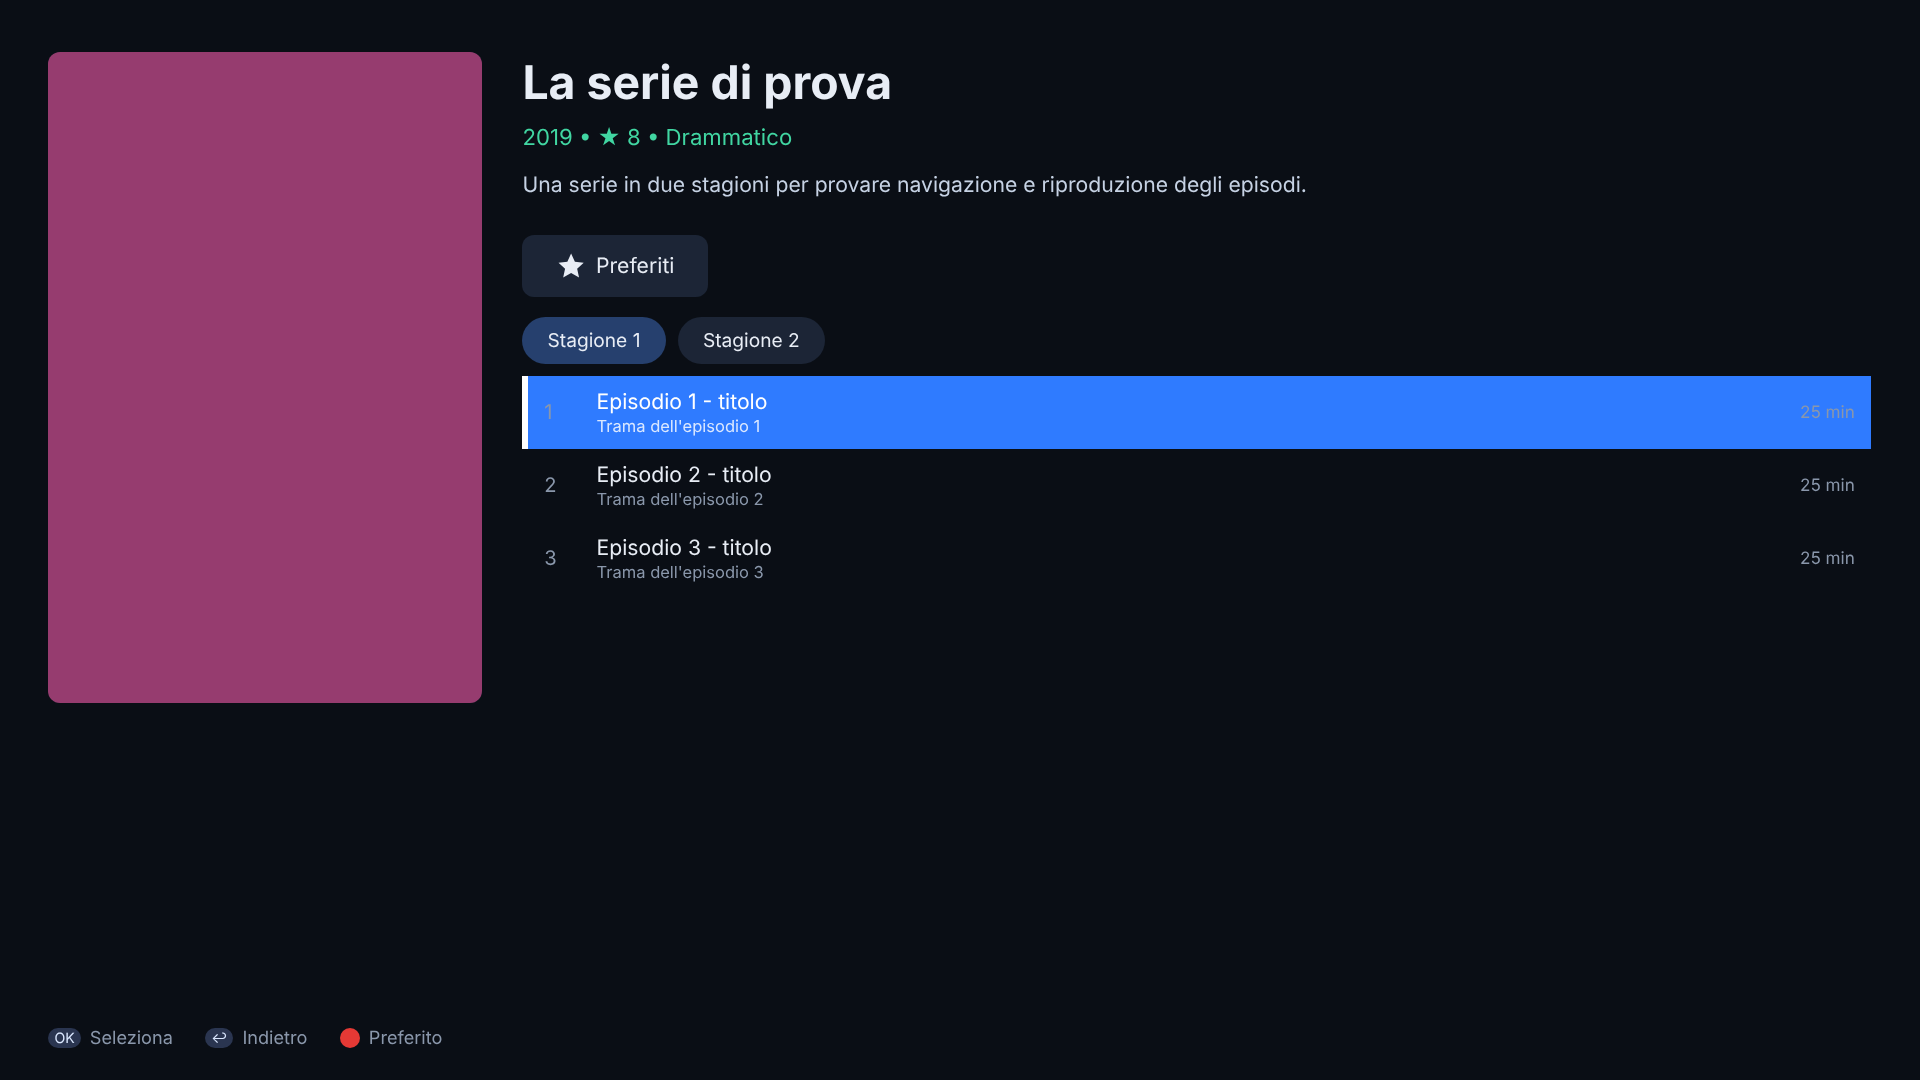 La serie di prova
2019 • ★ 8 • Drammatico
Una serie in due stagioni per provare navigazione e riproduzione degli episodi.
★ Preferiti
Stagione 1 Stagione 2
1 Episodio 1 - titolo 25 min
Trama dell'episodio 1
2 Episodio 2 - titolo 25 min
Trama dell'episodio 2
3 Episodio 3 - titolo 25 min
Trama dell'episodio 3
OK Seleziona ↩ Indietro Preferito